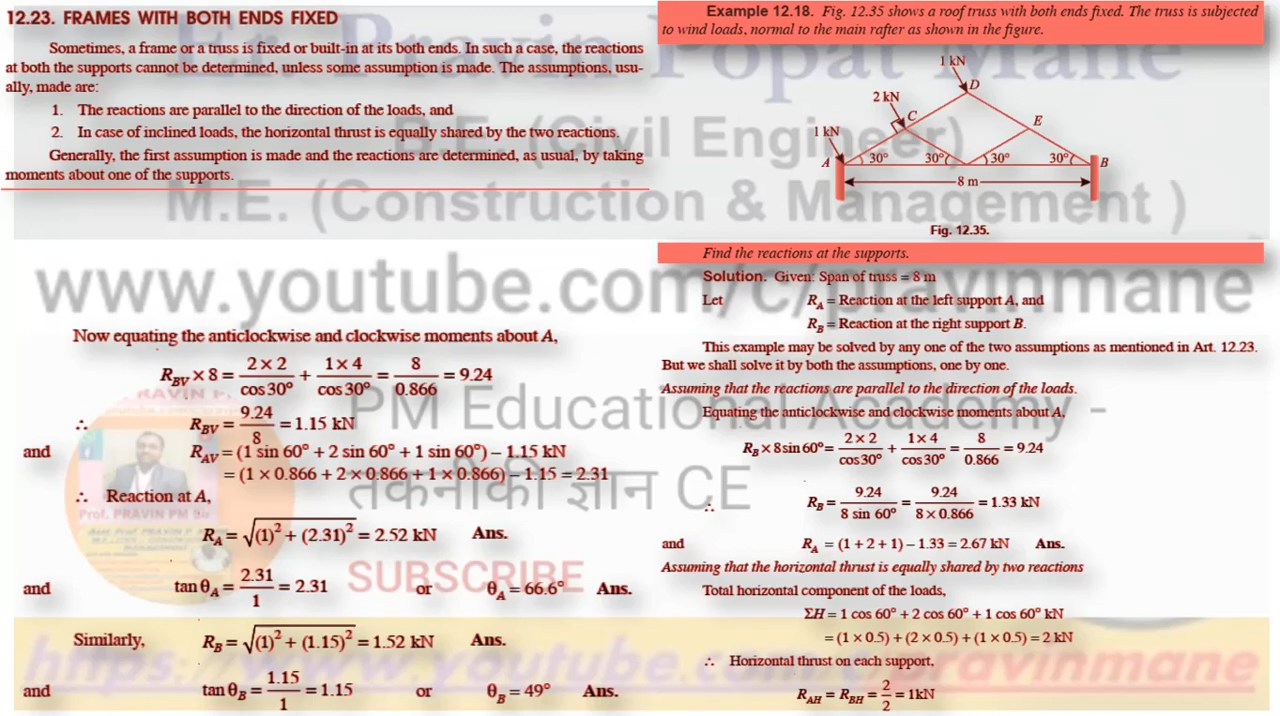 12.23. FRAMES WITH BOTH ENDS FIXED
Sometimes, a frame or a truss is fixed or built-in at its both ends. In such a case, the reactions
at both the supports cannot be determined, unless some assumption is made. The assumptions, usu-
ally, made are:
1. The reactions are parallel to the direction of the loads, and
2. In case of inclined loads, the horizontal thrust is equally shared by the two reactions.
Generally, the first assumption is made and the reactions are determined, as usual, by taking
moments about one of the supports.
Example 12.18. Fig. 12.35 shows a roof truss with both ends fixed. The truss is subjected
to wind loads, normal to the main rafter as shown in the figure.
1 kN
D
2 kN
C
E
1 kN
A
30°
30°
30°
30°
B
8 m
Fig. 12.35.
Find the reactions at the supports.
Solution. Given: Span of truss = 8 m
Let R_A = Reaction at the left support A, and
R_B = Reaction at the right support B.
This example may be solved by any one of the two assumptions as mentioned in Art. 12.23.
But we shall solve it by both the assumptions, one by one.
Assuming that the reactions are parallel to the direction of the loads.
Equating the anticlockwise and clockwise moments about A,
R_B × 8 sin 60° = 2 × 2 / cos 30° + 1 × 4 / cos 30° = 8 / 0.866 = 9.24
∴ R_B = 9.24 / 8 sin 60° = 9.24 / 8 × 0.866 = 1.33 kN
and R_A = (1 + 2 + 1) – 1.33 = 2.67 kN Ans.
Assuming that the horizontal thrust is equally shared by two reactions
Total horizontal component of the loads,
ΣH = 1 cos 60° + 2 cos 60° + 1 cos 60° kN
= (1 × 0.5) + (2 × 0.5) + (1 × 0.5) = 2 kN
∴ Horizontal thrust on each support,
R_AH = R_BH = 2 / 2 = 1kN
Now equating the anticlockwise and clockwise moments about A,
R_BV × 8 = 2 × 2 / cos 30° + 1 × 4 / cos 30° = 8 / 0.866 = 9.24
∴ R_BV = 9.24 / 8 = 1.15 kN
and R_AV = (1 sin 60° + 2 sin 60° + 1 sin 60°) – 1.15 kN
= (1 × 0.866 + 2 × 0.866 + 1 × 0.866) – 1.15 = 2.31
∴ Reaction at A,
R_A = √(1)² + (2.31)² = 2.52 kN Ans.
and tan θ_A = 2.31 / 1 = 2.31 or θ_A = 66.6° Ans.
Similarly, R_B = √(1)² + (1.15)² = 1.52 kN Ans.
and tan θ_B = 1.15 / 1 = 1.15 or θ_B = 49° Ans.
Er. Pravin Popat Mane
B.E. (Civil Engineer)
M.E. (Construction & Management )
www.youtube.com/c/pravinmane
PM Educational Academy -
तकनीकी ज्ञान CE
SUBSCRIBE
Prof. PRAVIN PM Sir
https://www.youtube.com/pravinmane